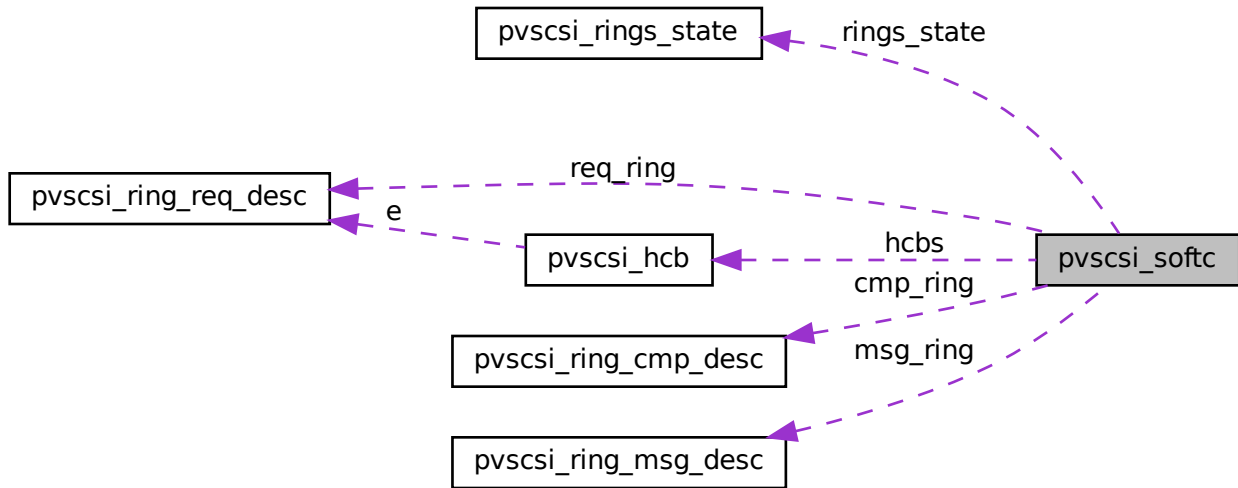 pvscsi_rings_state
rings_state
req_ring
pvscsi_ring_req_desc
e
hcbs
pvscsi_hcb
pvscsi_softc
cmp_ring
pvscsi_ring_cmp_desc
msg_ring
pvscsi_ring_msg_desc